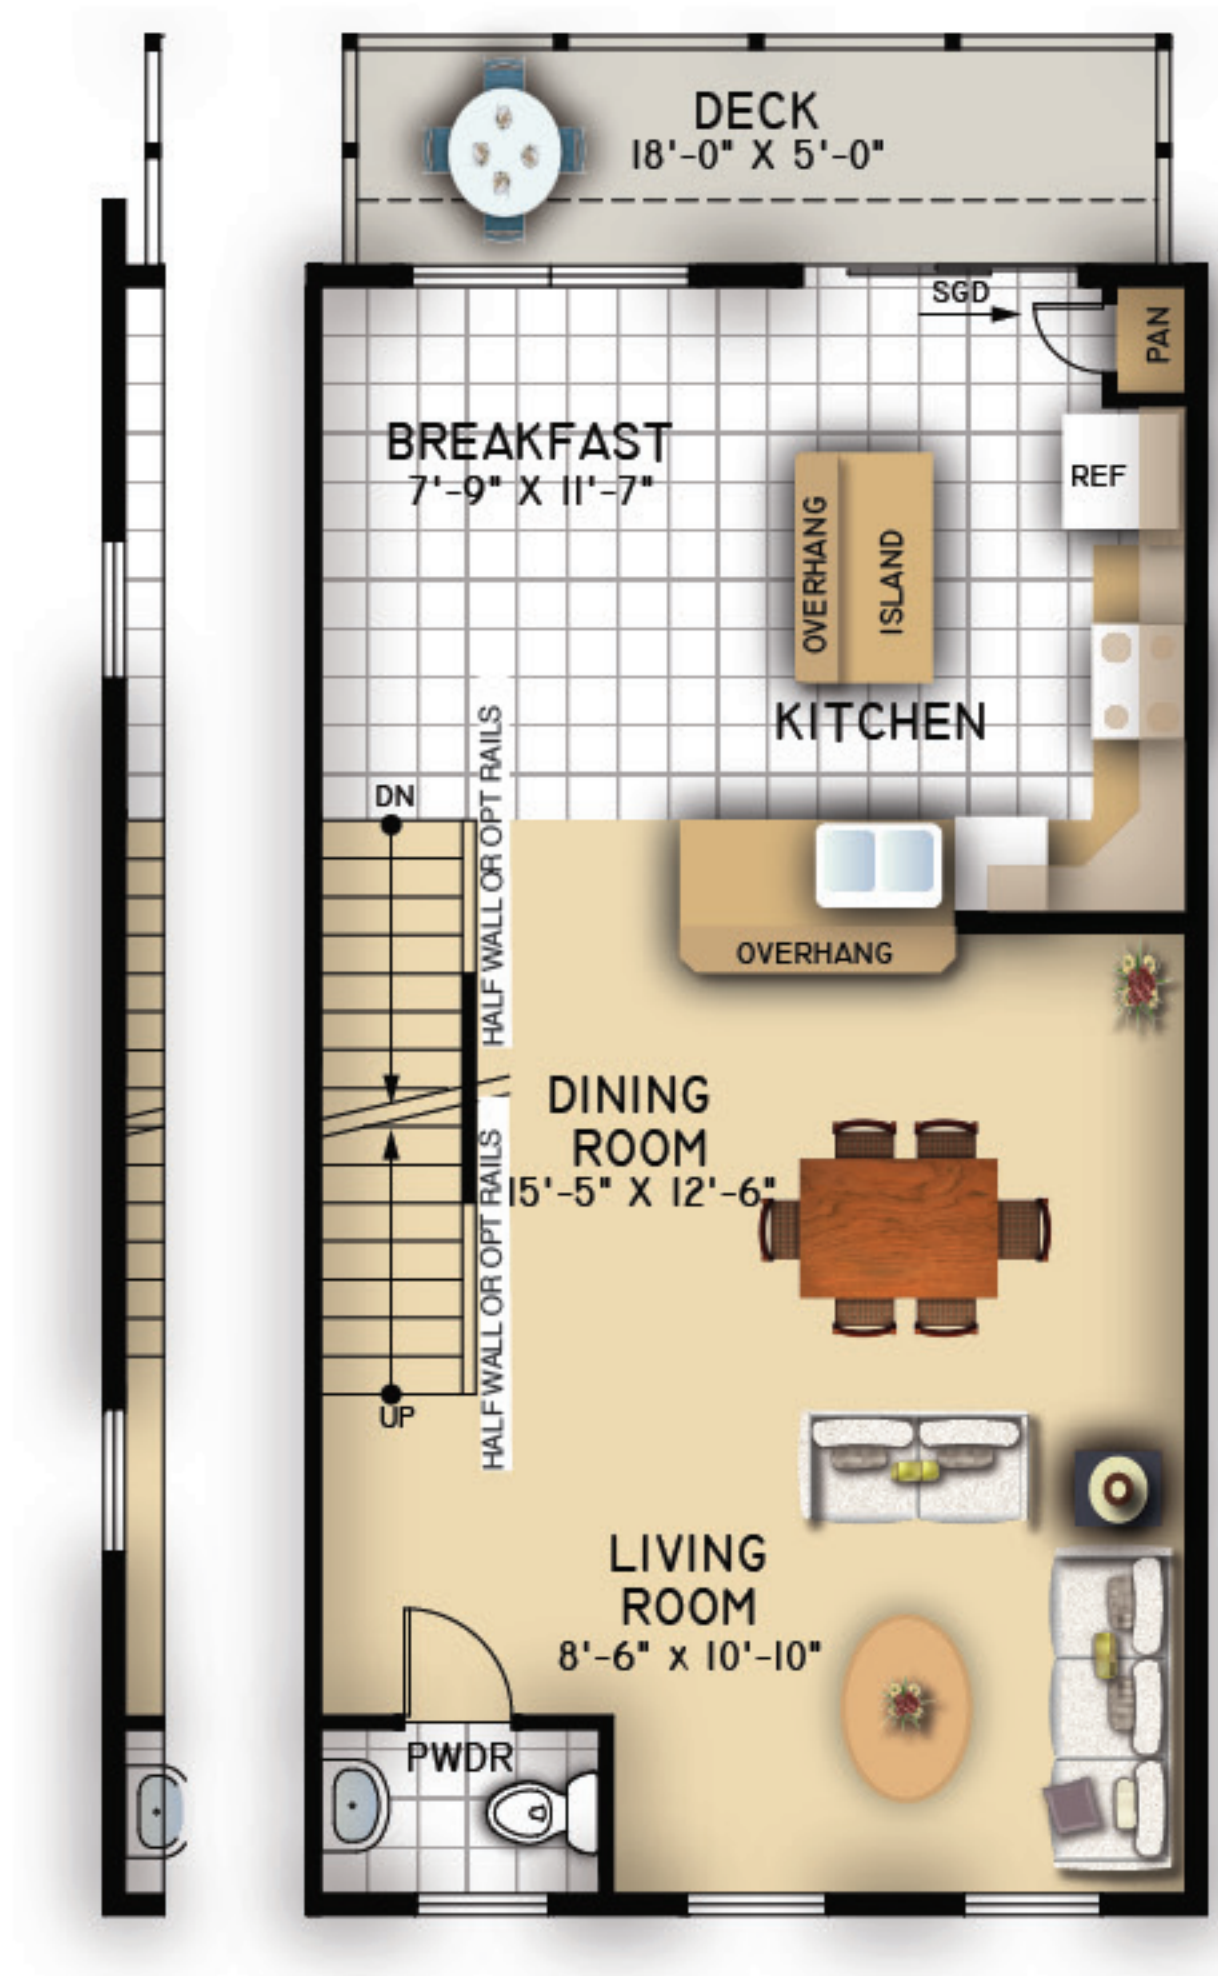 DECK
18'-0" X 5'-0"
SGD
PAN
BREAKFAST
7'-9" X 11'-7"
REF
OVERHANG
ISLAND
KITCHEN
HALF WALL OR OPT RAILS
DN
OVERHANG
DINING
ROOM
15'-5" X 12'-6"
HALF WALL OR OPT RAILS
UP
LIVING
ROOM
8'-6" X 10'-10"
PWDR